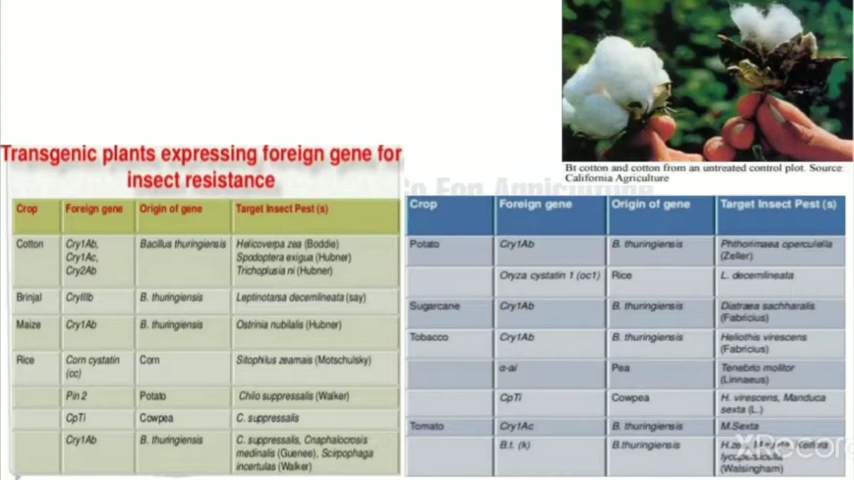 Bt cotton and cotton from an untreated control plot. Source:
California Agriculture
Transgenic plants expressing foreign gene for
insect resistance
Go For Agriculture
Crop Foreign gene Origin of gene Target Insect Pest (s)
Cotton Cry1Ab, Bacillus thuringiensis Helicoverpa zea (Boddie)
Cry1Ac, Spodoptera exigua (Hubner)
Cry2Ab Trichoplusia ni (Hubner)
Brinjal CryIIIb B. thuringiensis Leptinotarsa decemlineata (say)
Maize Cry1Ab B. thuringiensis Ostrinia nubilalis (Hubner)
Rice Corn cystatin Corn Sitophilus zeamais (Motschulsky)
(cc)
Pin 2 Potato Chilo suppressalis (Walker)
CpTi Cowpea C. suppressalis
Cry1Ab B. thuringiensis C. suppressalis, Cnaphalocrosis
medinalis (Guenee), Scirpophaga
incertulas (Walker)
Crop Foreign gene Origin of gene Target Insect Pest (s)
Potato Cry1Ab B. thuringiensis Phthorimaea operculella
(Zeller)
Oryza cystatin 1 (oc1) Rice L. decemlineata
Sugarcane Cry1Ab B. thuringiensis Diatraea sachharalis
(Fabricius)
Tobacco Cry1Ab B. thuringiensis Heliothis virescens
(Fabricius)
α-ai Pea Tenebrio molitor
(Linnaeus)
CpTi Cowpea H. virescens, Manduca
sexta (L.)
Tomato Cry1Ac B. thuringiensis M.Sexta
B.t. (k) B.thuringiensis
(Walsingham)